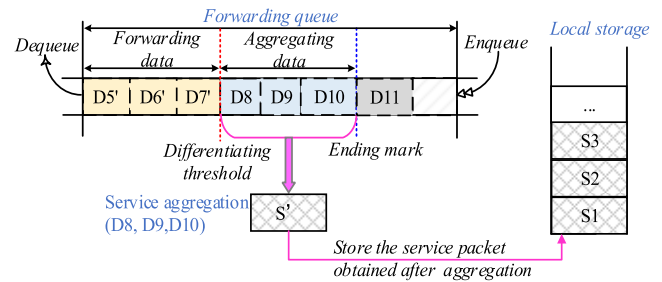 Forwarding queue
Dequeue
Forwarding data
Aggregating data
Enqueue
Local storage
D5' D6' D7' D8 D9 D10 D11
...
S3
S2
S1
Differentiating threshold
Ending mark
Service aggregation
(D8, D9,D10)
S'
Store the service packet
obtained after aggregation